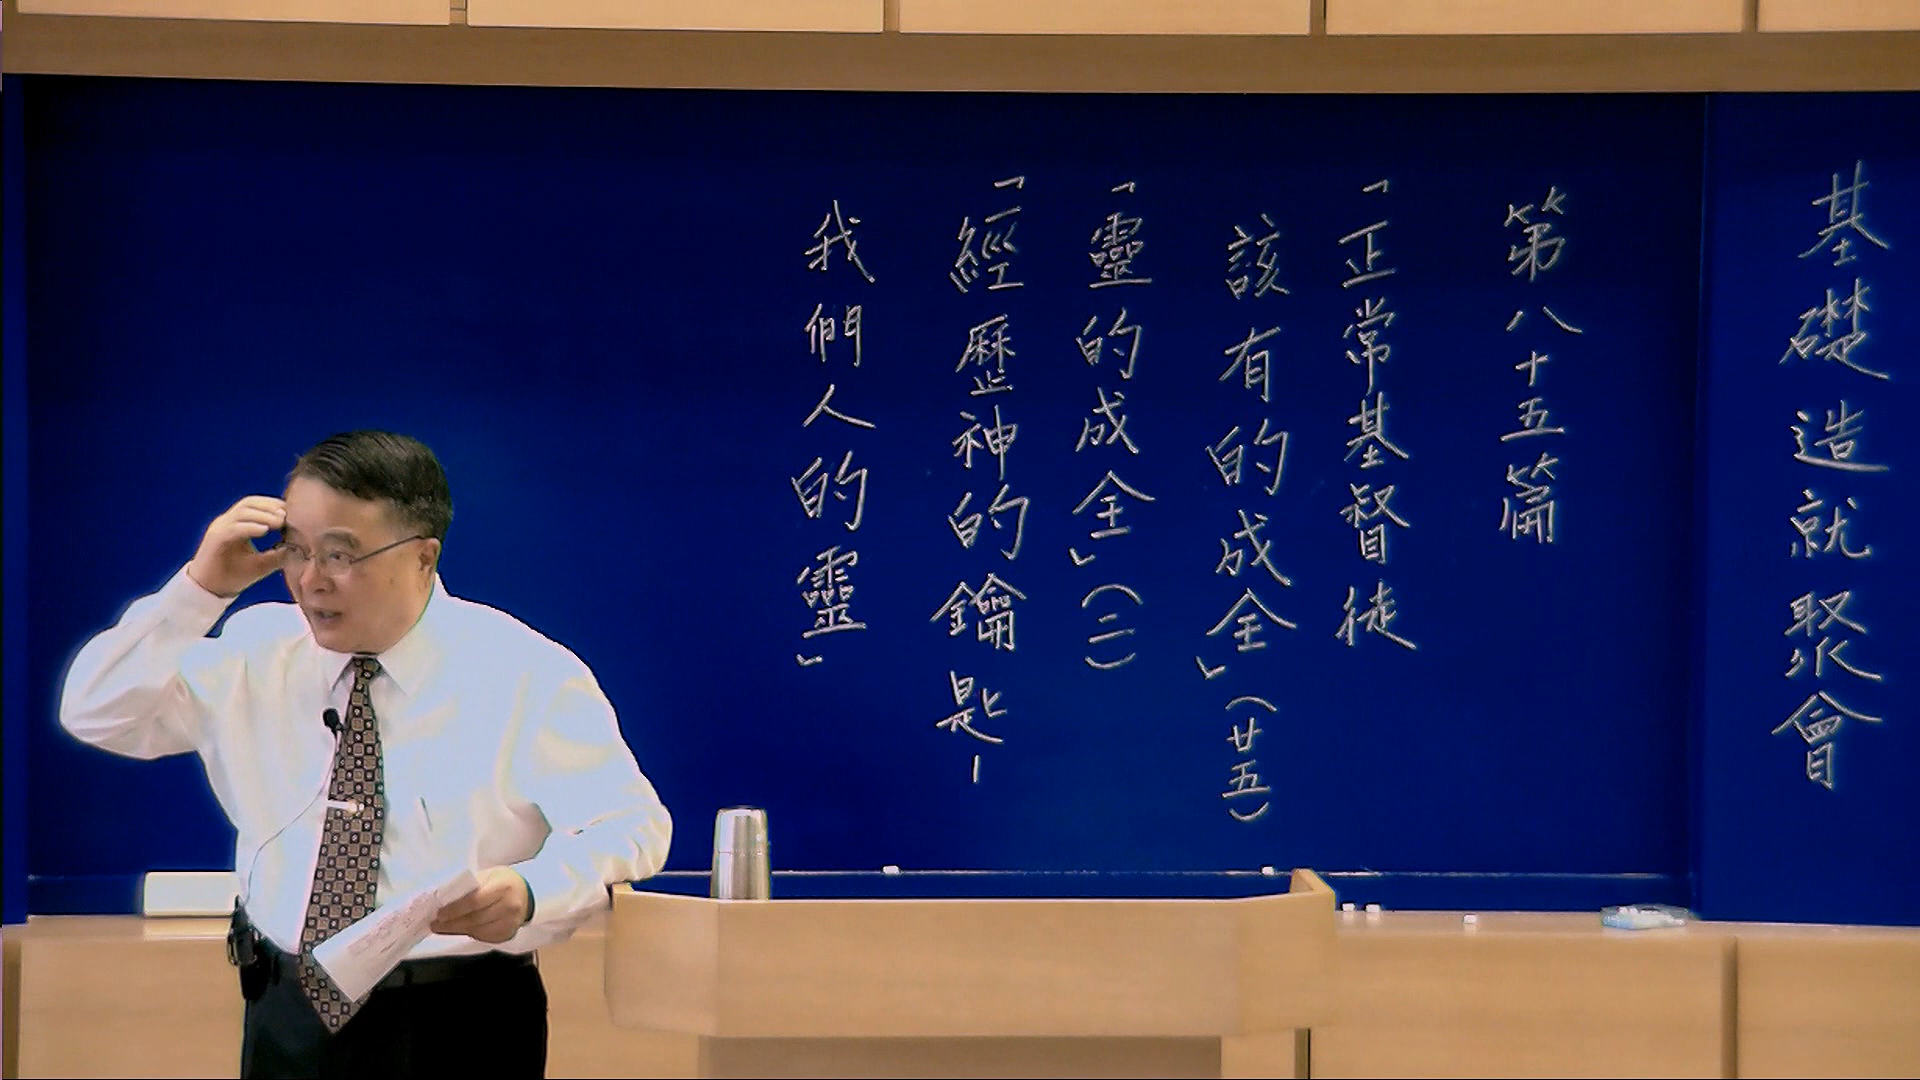 基礎造就聚會
第八十五篇
「正常基督徒
該有的成全」(廿五)
「靈的成全」(二)
「經歷神的鑰匙—
我們人的靈」